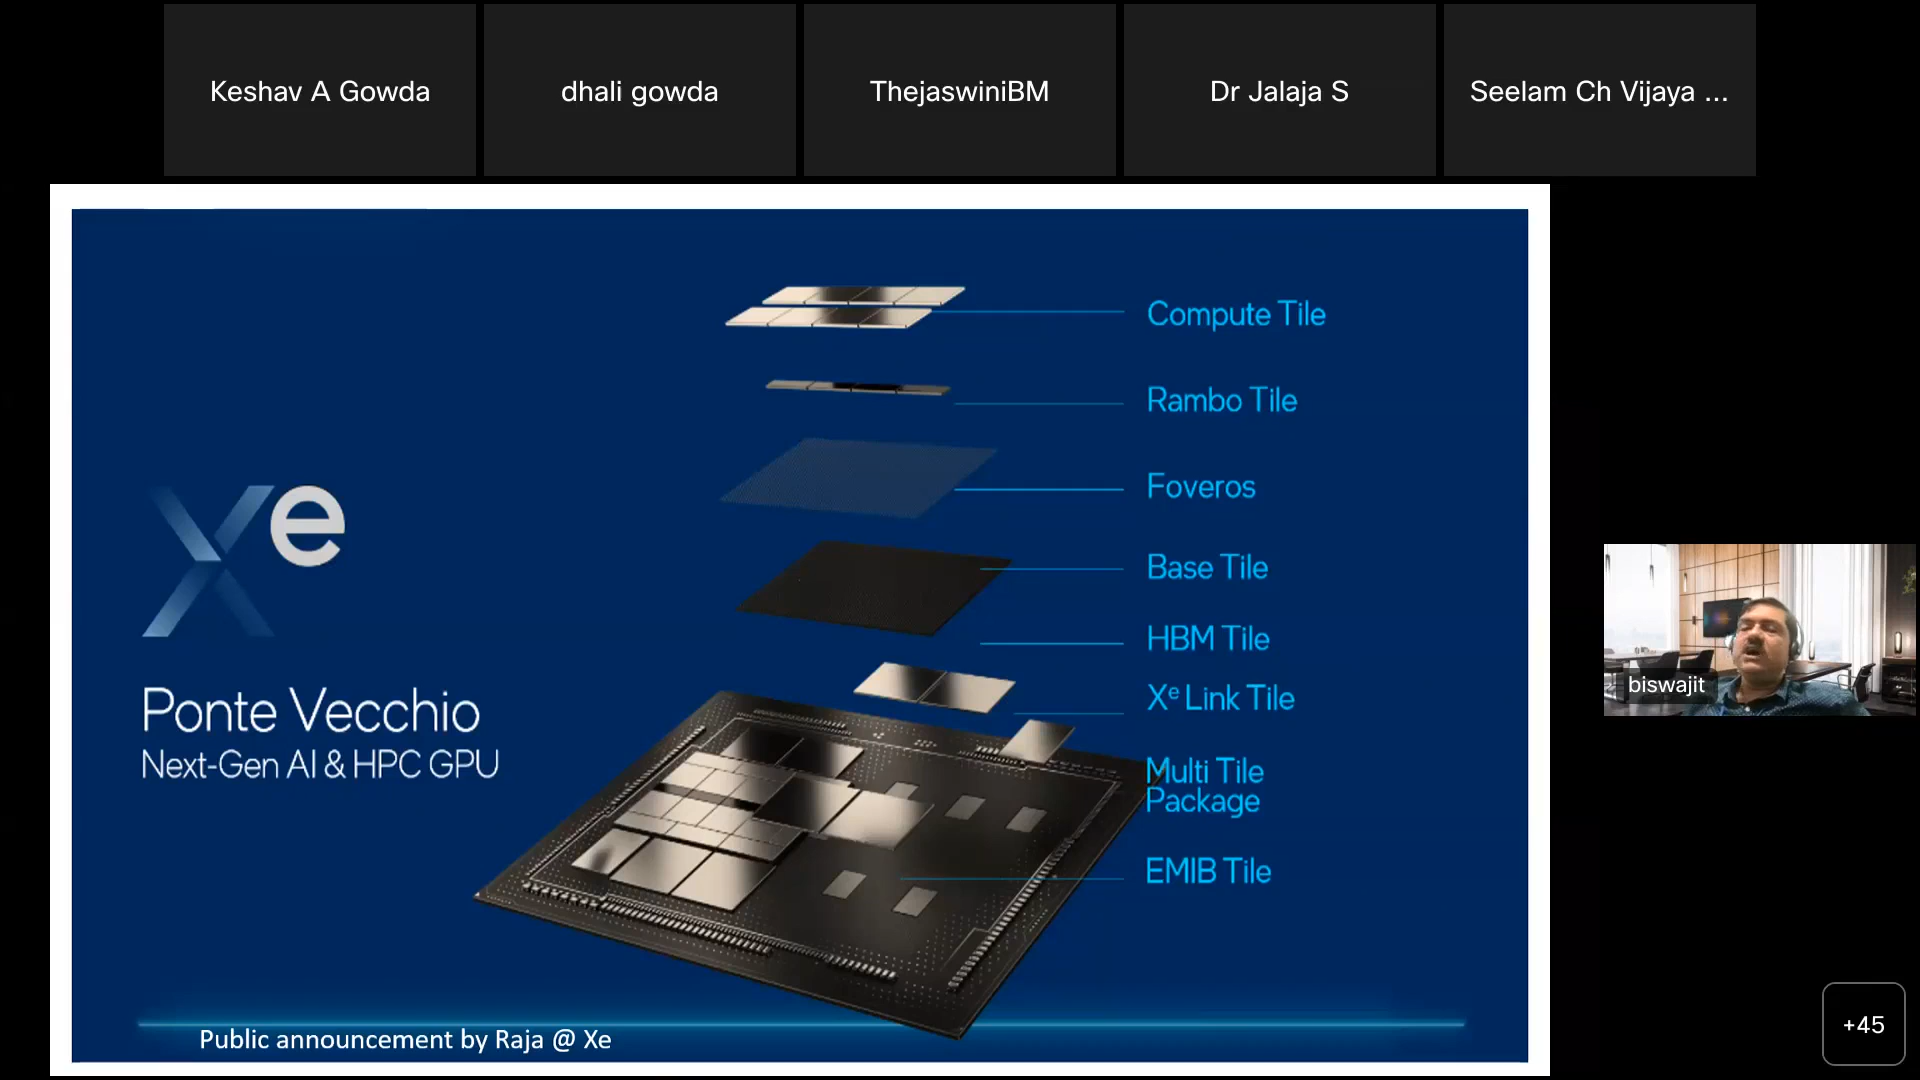 Keshav A Gowda
dhali gowda
ThejaswiniBM
Dr Jalaja S
Seelam Ch Vijaya ...
Compute Tile
Rambo Tile
Foveros
Base Tile
HBM Tile
Xᵉ Link Tile
Multi Tile
Package
EMIB Tile
Xe
Ponte Vecchio
Next-Gen AI & HPC GPU
Public announcement by Raja @ Xe
biswajit
+45